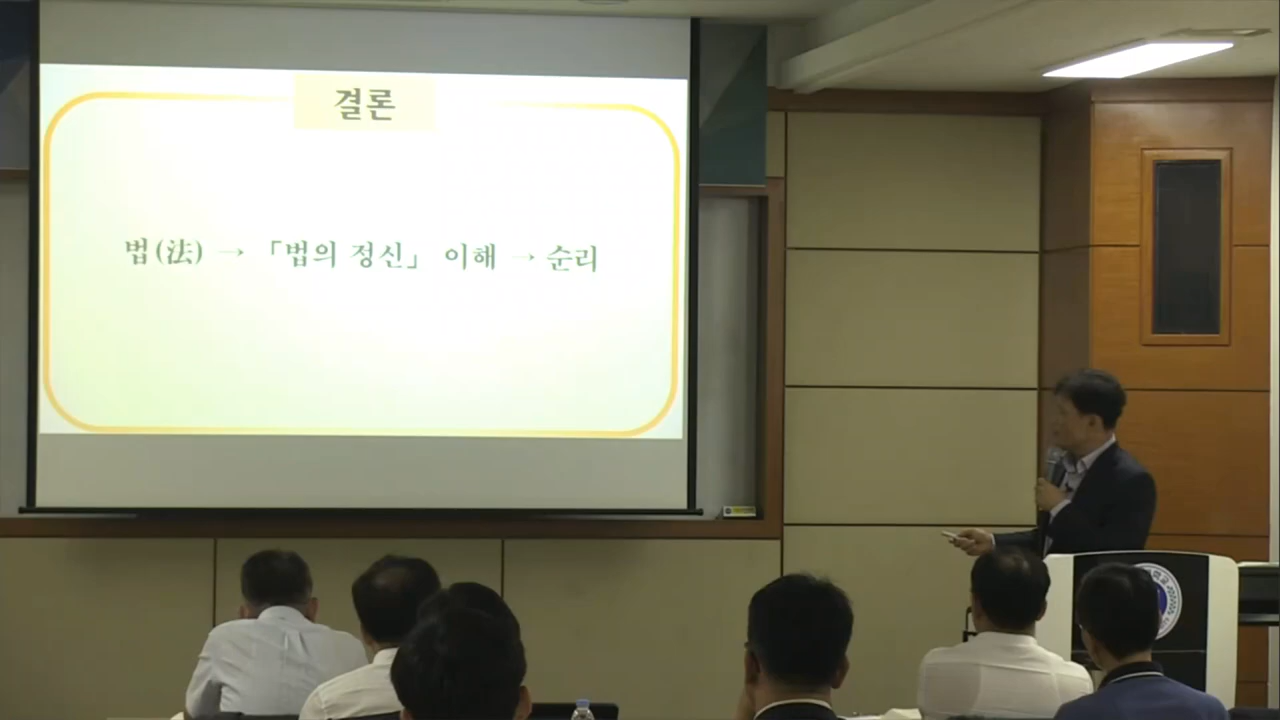 결론
법(法) → 「법의 정신」 이해 → 순리